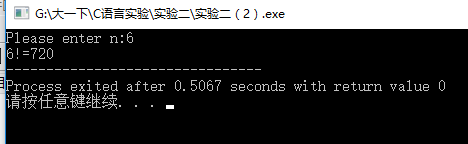 G:\大一下\C语言实验\实验二\实验二（2）.exe
Please enter n:6
6!=720
--------------------------------
Process exited after 0.5067 seconds with return value 0
请按任意键继续. . .